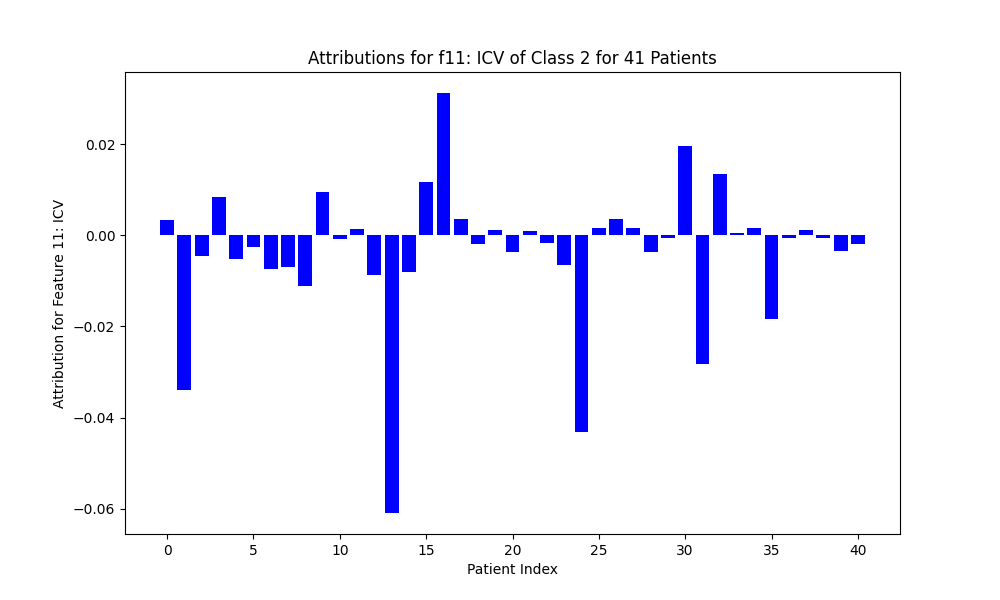 Attributions for f11: ICV of Class 2 for 41 Patients
Attribution for Feature 11: ICV
0.02
0.00
−0.02
−0.04
−0.06
0 5 10 15 20 25 30 35 40
Patient Index